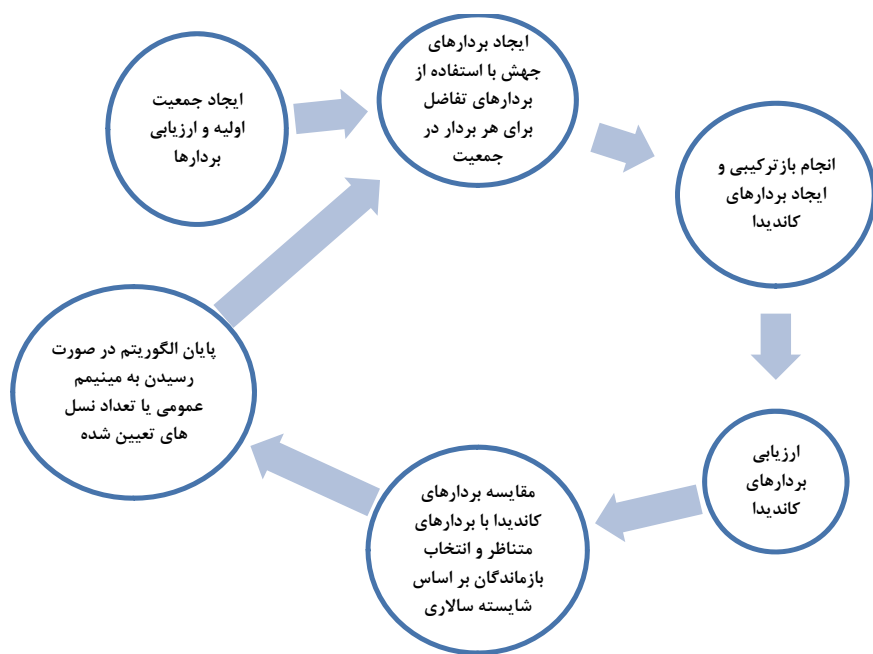 ایجاد جمعیت
اولیه و ارزیابی
بردارها
ایجاد بردارهای
جهش با استفاده از
بردارهای تفاضل
برای هر بردار در
جمعیت
انجام بازترکیبی و
ایجاد بردارهای
کاندیدا
ارزیابی
بردارهای
کاندیدا
مقایسه بردارهای
کاندیدا با بردارهای
متناظر و انتخاب
بازماندگان بر اساس
شایسته سالاری
پایان الگوریتم در صورت
رسیدن به مینیمم
عمومی یا تعداد نسل
های تعیین شده